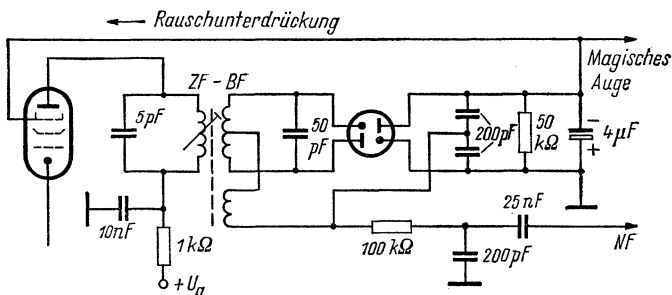 Rauschunterdrückung
Magisches
Auge
ZF – BF
5pF
50
pF
200pF
50
kΩ
−
4µF
+
10nF
1kΩ
100 kΩ
25nF
200pF
NF
+Ua